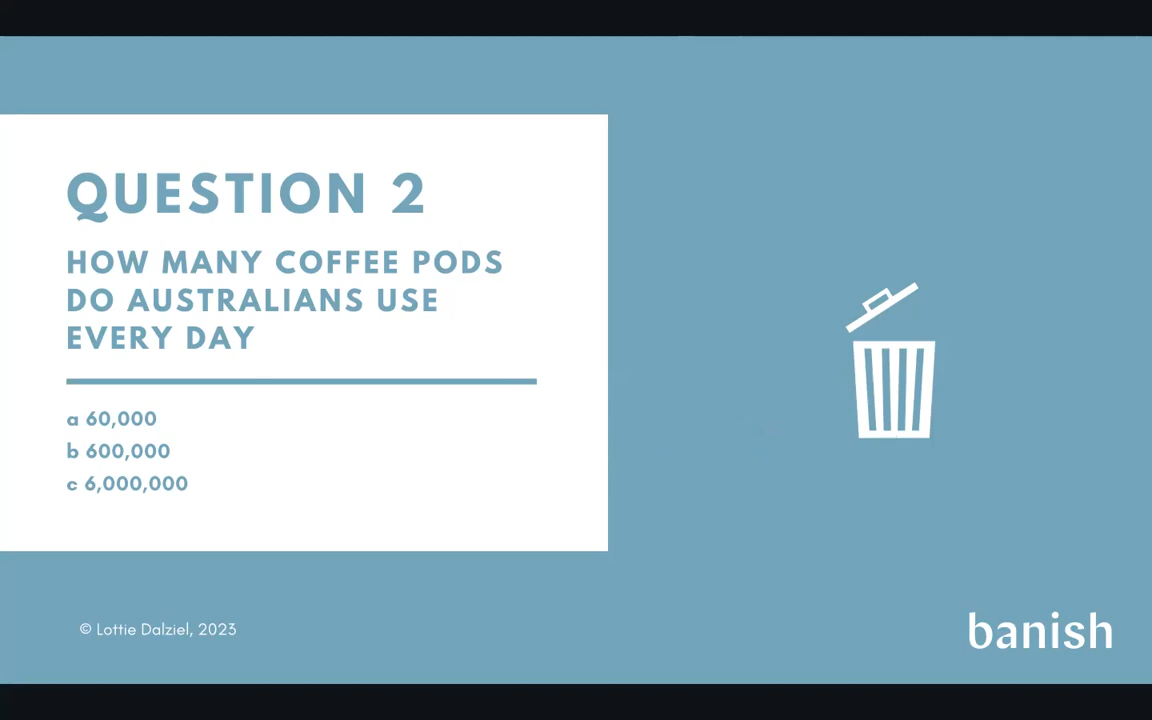 QUESTION 2
HOW MANY COFFEE PODS
DO AUSTRALIANS USE
EVERY DAY
a 60,000
b 600,000
c 6,000,000
© Lottie Dalziel, 2023
banish